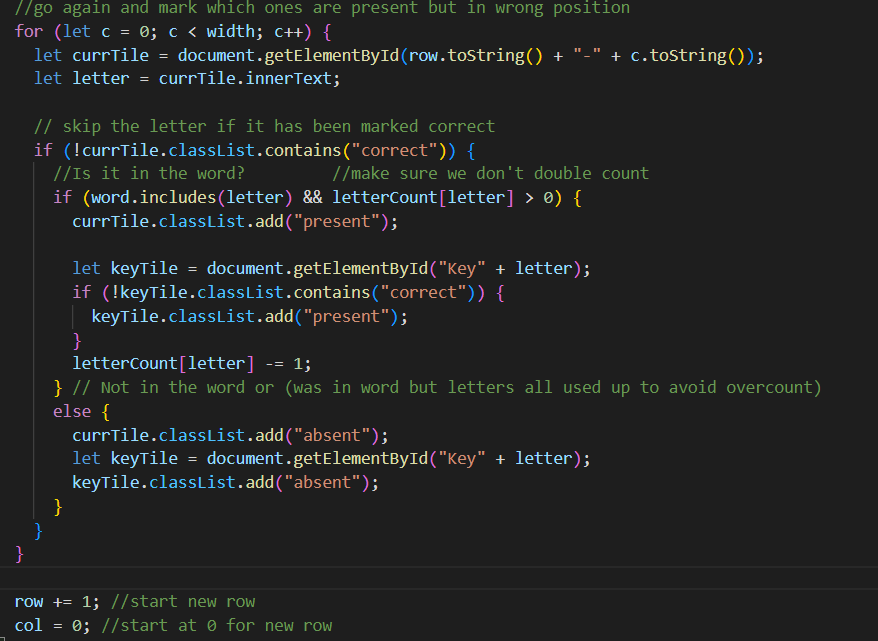 //go again and mark which ones are present but in wrong position
for (let c = 0; c < width; c++) {
  let currTile = document.getElementById(row.toString() + "-" + c.toString());
  let letter = currTile.innerText;

  // skip the letter if it has been marked correct
  if (!currTile.classList.contains("correct")) {
    //Is it in the word?         //make sure we don't double count
    if (word.includes(letter) && letterCount[letter] > 0) {
      currTile.classList.add("present");

      let keyTile = document.getElementById("Key" + letter);
      if (!keyTile.classList.contains("correct")) {
        keyTile.classList.add("present");
      }
      letterCount[letter] -= 1;
    } // Not in the word or (was in word but letters all used up to avoid overcount)
    else {
      currTile.classList.add("absent");
      let keyTile = document.getElementById("Key" + letter);
      keyTile.classList.add("absent");
    }
  }
}

row += 1; //start new row
col = 0; //start at 0 for new row